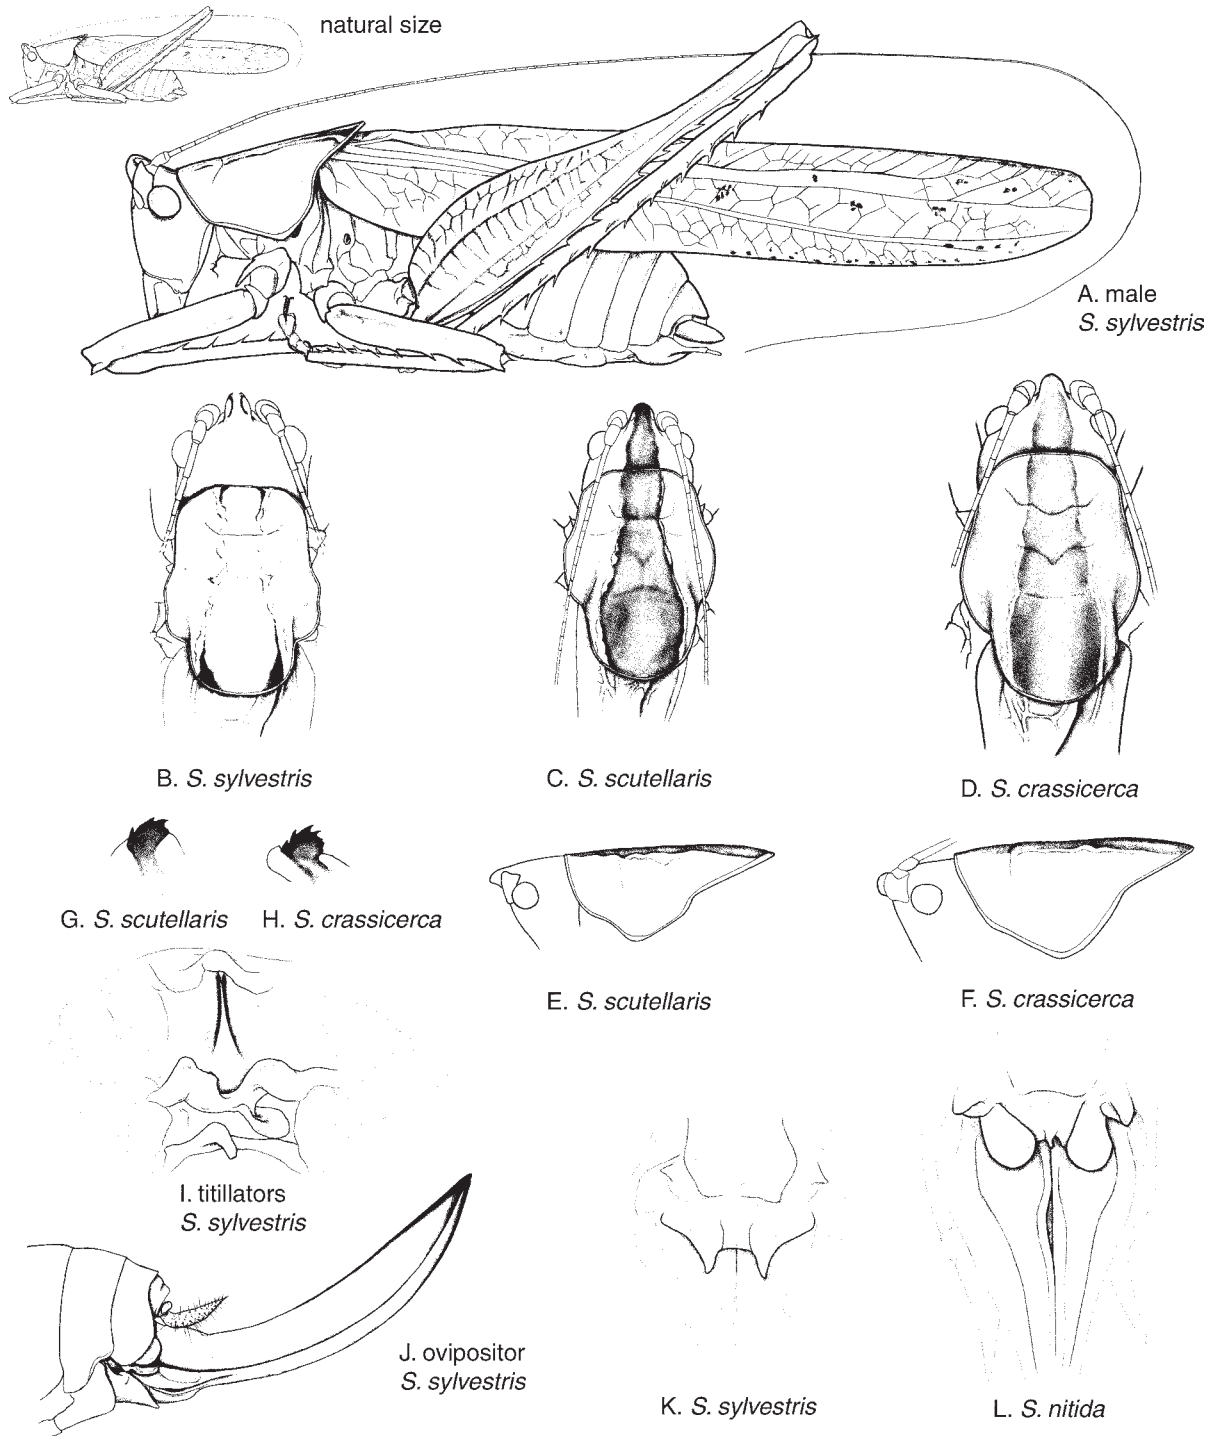 natural size
A. male
S. sylvestris
B. S. sylvestris
C. S. scutellaris
D. S. crassicerca
G. S. scutellaris
H. S. crassicerca
E. S. scutellaris
F. S. crassicerca
I. titillators
S. sylvestris
J. ovipositor
S. sylvestris
K. S. sylvestris
L. S. nitida